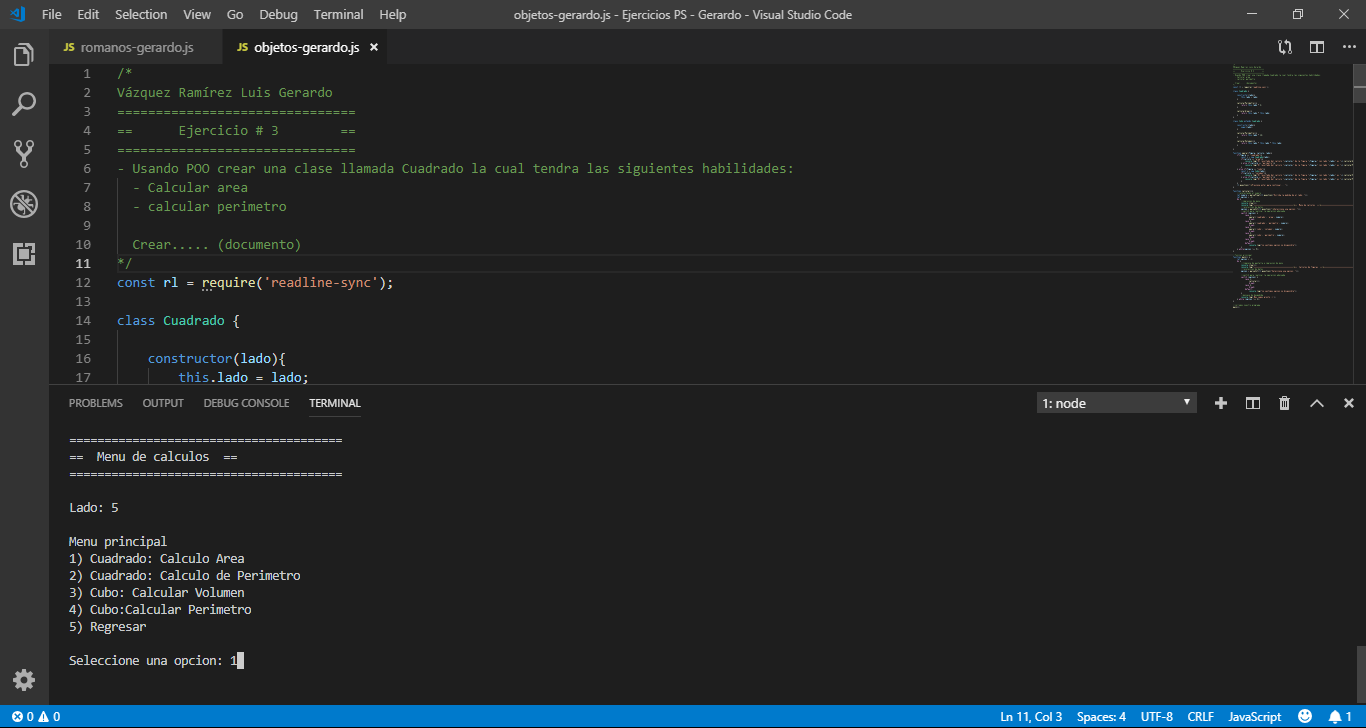 File Edit Selection View Go Debug Terminal Help objetos-gerardo.js - Ejercicios PS - Gerardo - Visual Studio Code
JS romanos-gerardo.js JS objetos-gerardo.js ×
1 /*
2 Vázquez Ramírez Luis Gerardo
3 ===============================
4 == Ejercicio # 3 ==
5 ===============================
6 - Usando POO crear una clase llamada Cuadrado la cual tendra las siguientes habilidades:
7 - Calcular area
8 - calcular perimetro
9
10 Crear..... (documento)
11 */
12 const rl = require('readline-sync');
13
14 class Cuadrado {
15
16 constructor(lado){
17 this.lado = lado;
PROBLEMS OUTPUT DEBUG CONSOLE TERMINAL 1: node
=======================================
== Menu de calculos ==
=======================================
Lado: 5
Menu principal
1) Cuadrado: Calculo Area
2) Cuadrado: Calculo de Perimetro
3) Cubo: Calcular Volumen
4) Cubo:Calcular Perimetro
5) Regresar
Seleccione una opcion: 1
0 0 Ln 11, Col 3 Spaces: 4 UTF-8 CRLF JavaScript 1